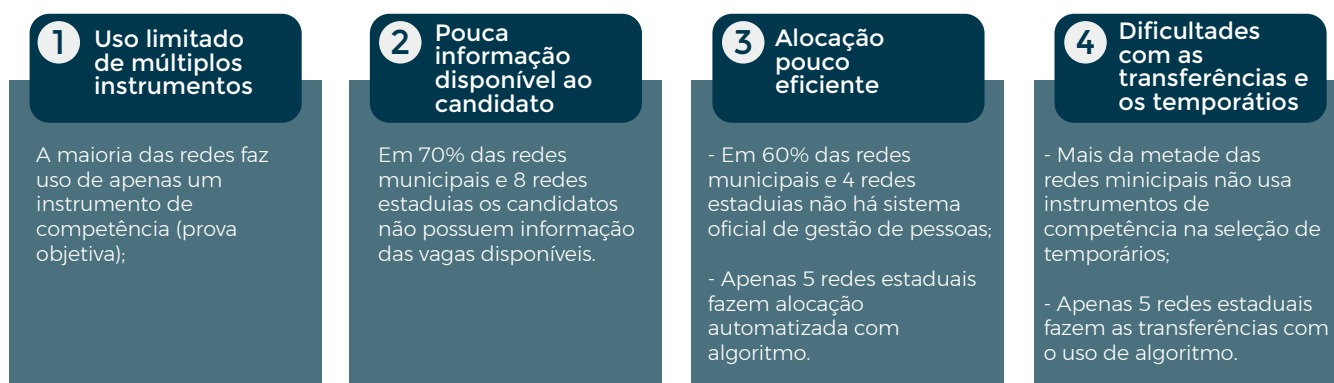 1
Uso limitado
de múltiplos
instrumentos
A maioria das redes faz
uso de apenas um
instrumento de
competência (prova
objetiva);
2
Pouca
informação
disponível ao
candidato
Em 70% das redes
municipais e 8 redes
estaduias os candidatos
não possuem informação
das vagas disponíveis.
3
Alocação
pouco
eficiente
- Em 60% das redes
municipais e 4 redes
estaduias não há sistema
oficial de gestão de pessoas;
- Apenas 5 redes estaduais
fazem alocação
automatizada com
algoritmo.
4
Dificultades
com as
transferências e
os temporátios
- Mais da metade das
redes minicipais não usa
instrumentos de
competência na seleção de
temporários;
- Apenas 5 redes estaduais
fazem as transferências com
o uso de algoritmo.